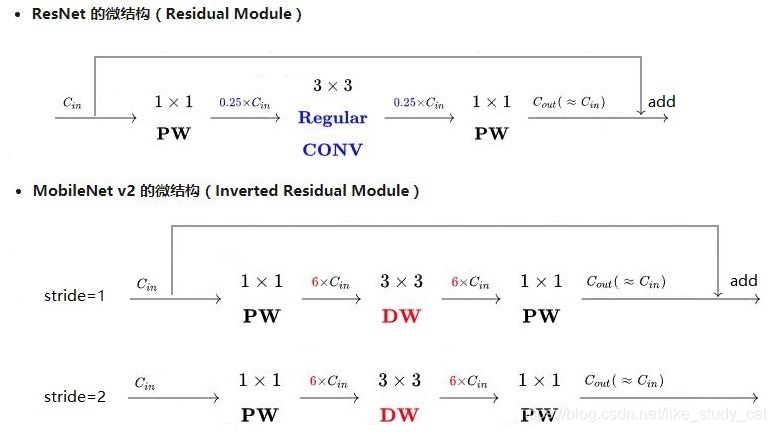 • ResNet 的微结构（Residual Module）
3 × 3
C_in 1 × 1 0.25×C_in Regular 0.25×C_in 1 × 1 C_out(≈ C_in) add
PW CONV PW
• MobileNet v2 的微结构（Inverted Residual Module）
stride=1 C_in 1 × 1 6×C_in 3 × 3 6×C_in 1 × 1 C_out(≈ C_in) add
PW DW PW
stride=2 C_in 1 × 1 6×C_in 3 × 3 6×C_in 1 × 1 C_out(≈ C_in)
PW DW PW
blog.csdn.net/like_study_cat